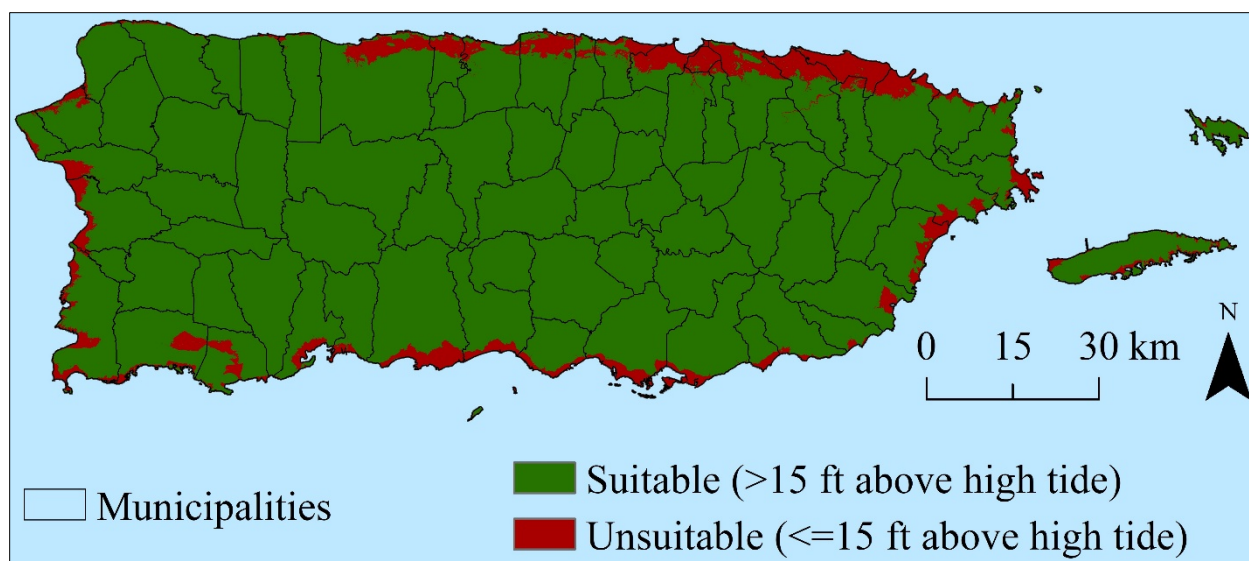 N
0 15 30 km
Municipalities
Suitable (>15 ft above high tide)
Unsuitable (<=15 ft above high tide)